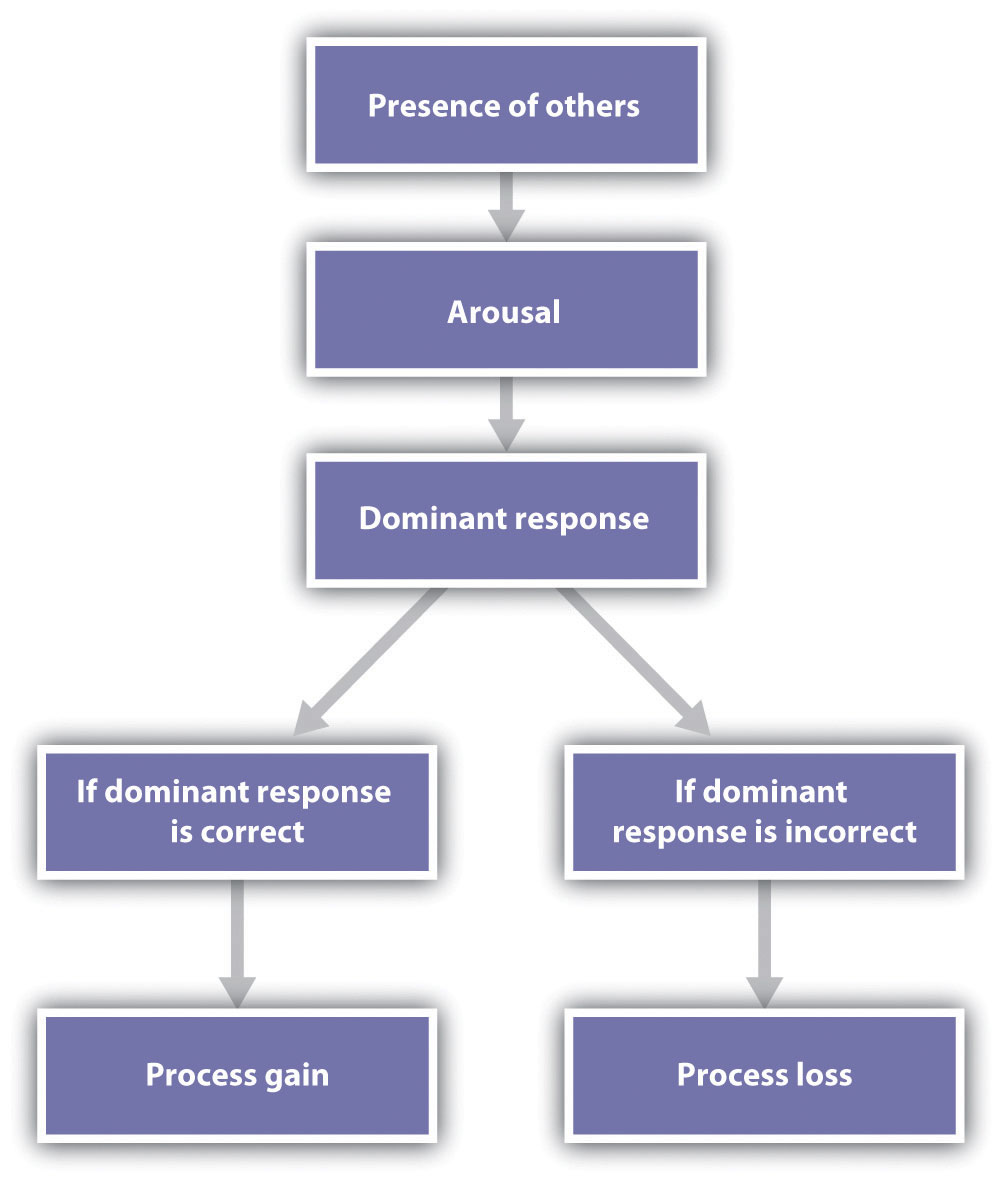 Presence of others
Arousal
Dominant response
If dominant response
is correct
If dominant
response is incorrect
Process gain
Process loss